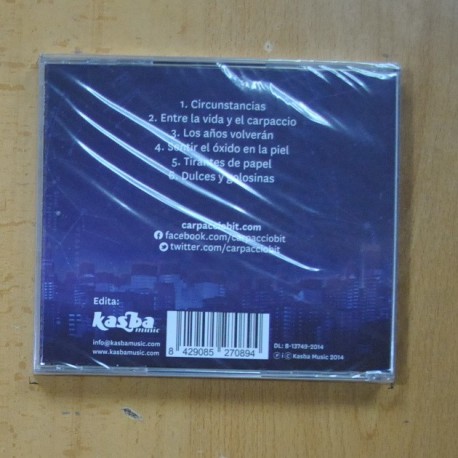 1. Circunstancias
2. Entre la vida y el carpaccio
3. Los años volverán
4. Sentir el óxido en la piel
5. Tirantes de papel
6. Dulces y golosinas
carpacciobit.com
facebook.com/carpacciobit
twitter.com/carpacciobit
Edita:
kasba
music
info@kasbamusic.com
www.kasbamusic.com
8 429085 270894
DL: B-13749-2014
℗ i © Kasba Music 2014